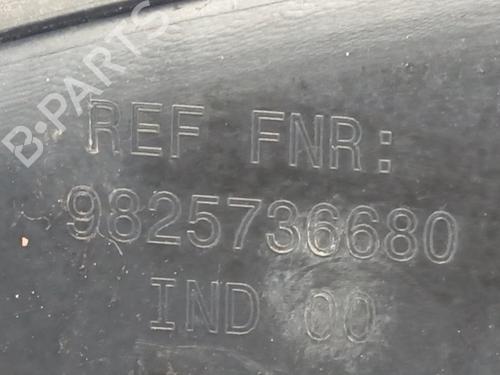 B·PARTS
REF FNR:
9825736680
IND 00